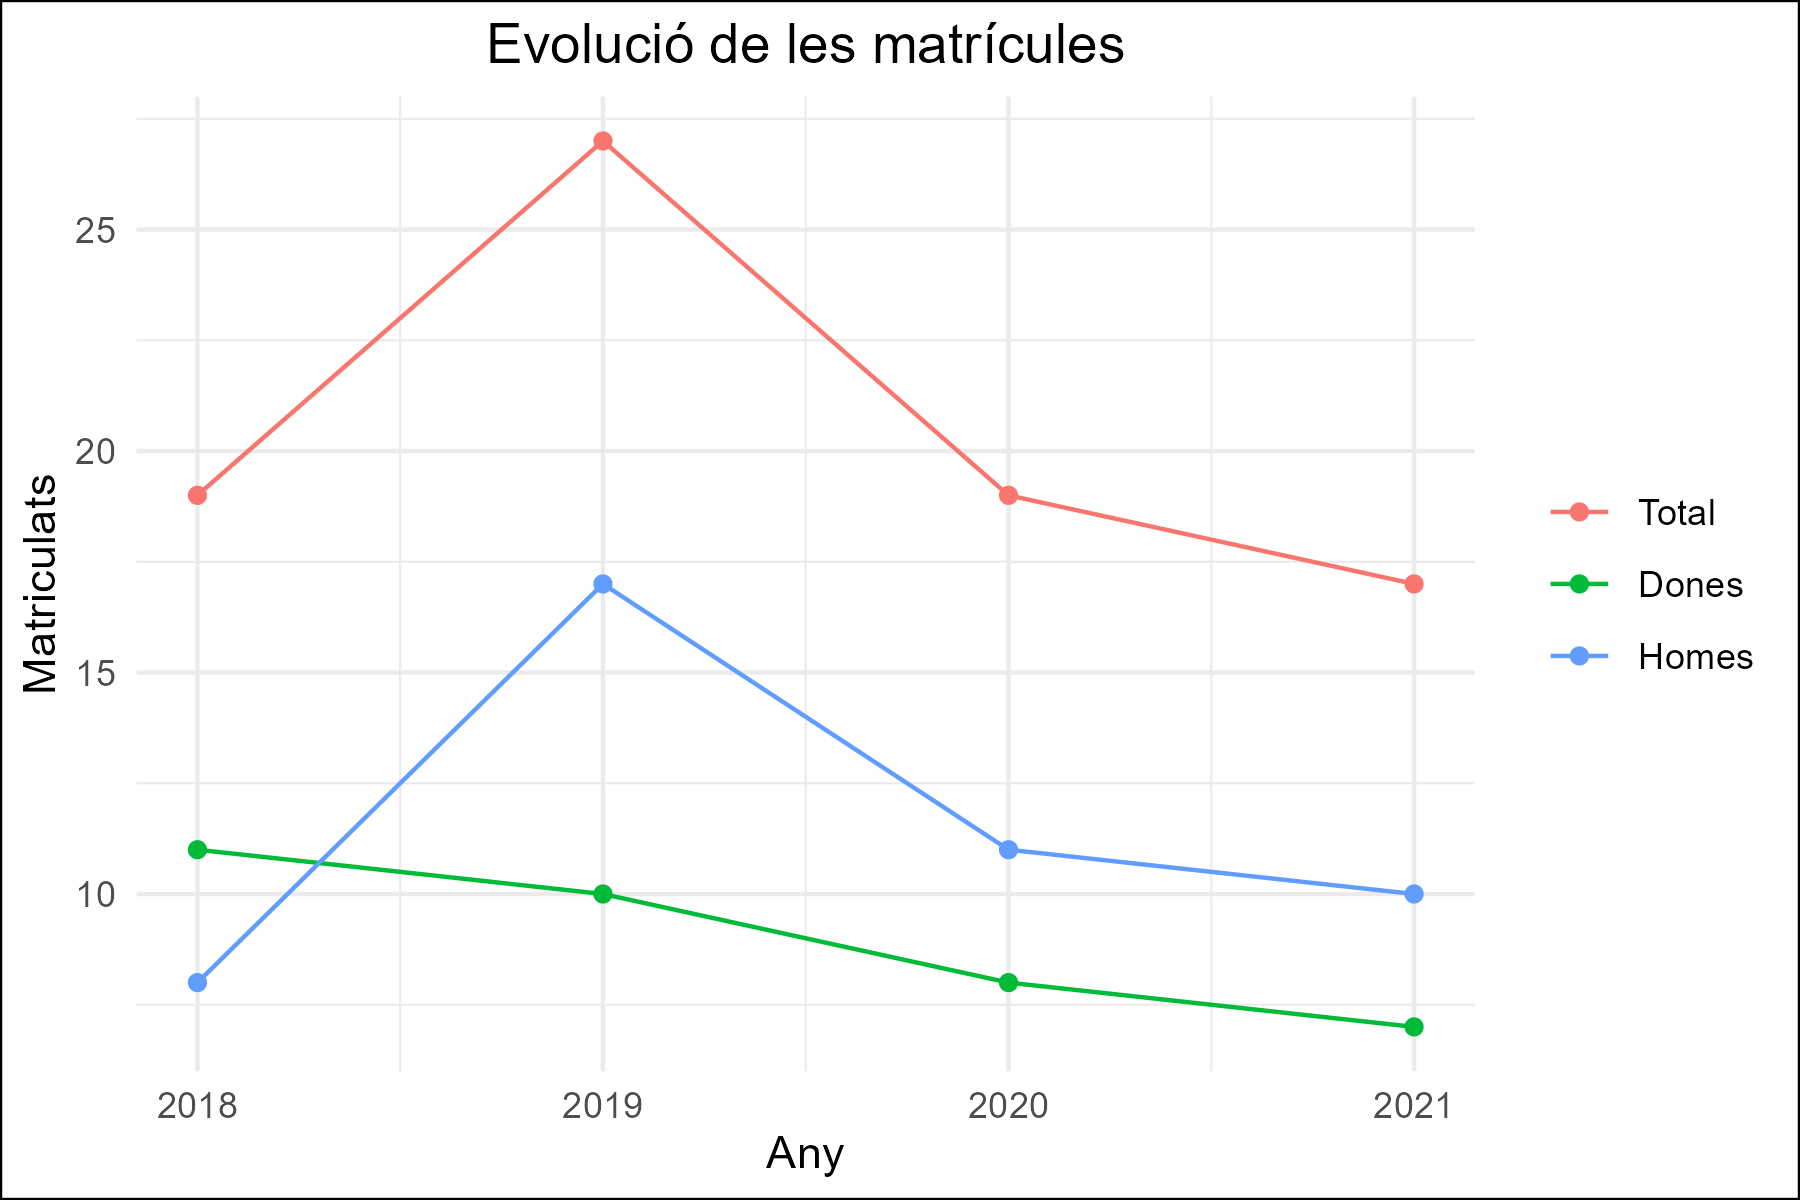 Evolució de les matrícules
Matriculats
25
20
15
10
2018
2019
2020
2021
Any
Total
Dones
Homes